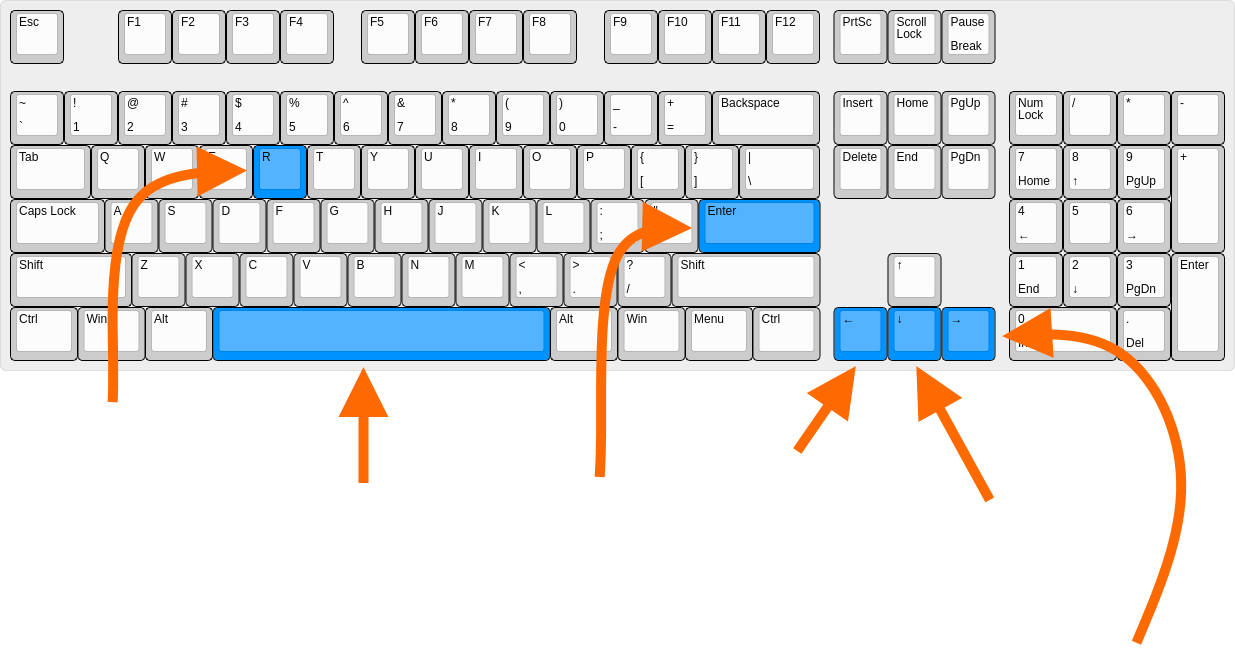 Esc F1 F2 F3 F4 F5 F6 F7 F8 F9 F10 F11 F12 PrtSc Scroll Pause
Lock Break
~ ! @ # $ % ^ & * ( ) _ + Backspace Insert Home PgUp Num / * -
Lock
` 1 2 3 4 5 6 7 8 9 0 - =
Tab Q W R T Y U I O P { } | Delete End PgDn 7 8 9 +
[ ] \ Home ↑ PgUp
Caps Lock A S D F G H J K L : Enter 4 5 6
; ← →
Shift Z X C V B N M < > ? Shift ↑ 1 2 3 Enter
, . / End ↓ PgDn
Ctrl Win Alt Alt Win Menu Ctrl ← ↓ → 0 .
Del